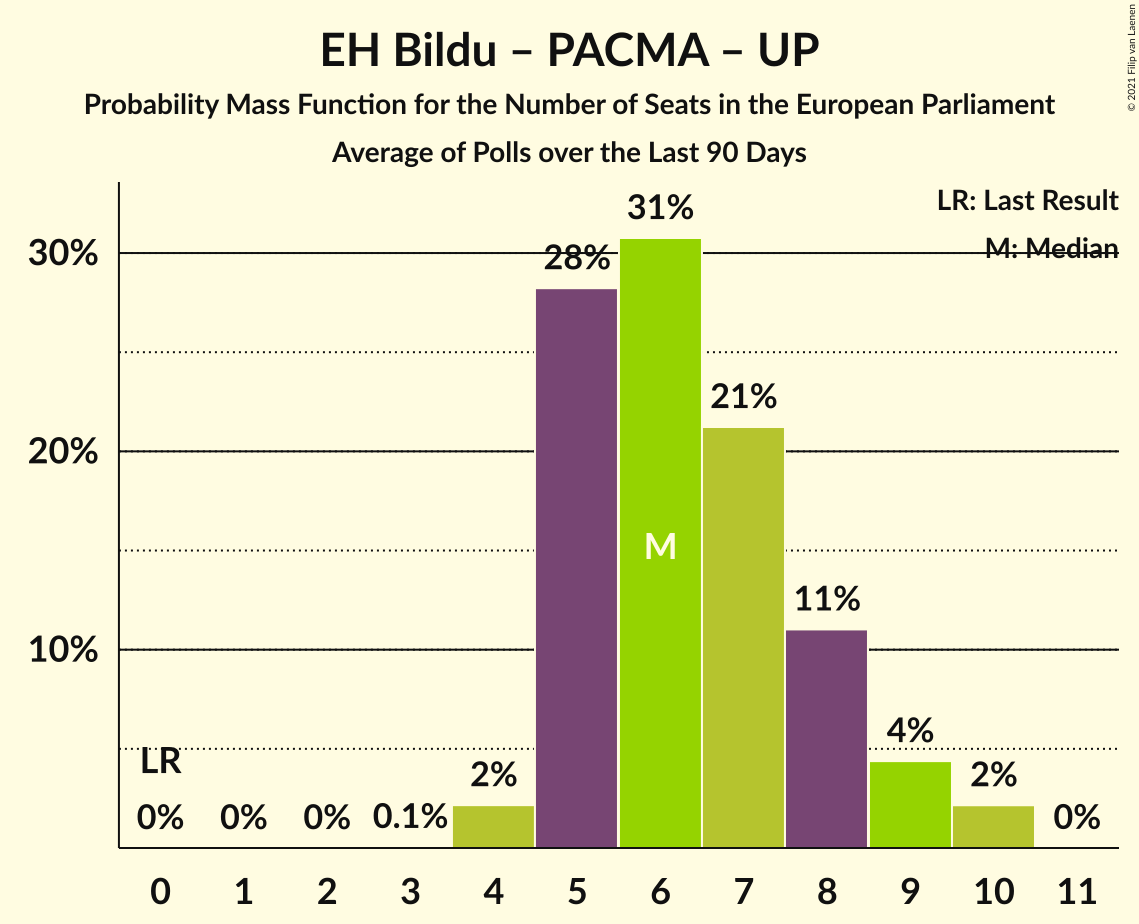 EH Bildu – PACMA – UP
Probability Mass Function for the Number of Seats in the European Parliament
Average of Polls over the Last 90 Days
© 2021 Filip van Laenen
LR: Last Result
M: Median
30%
20%
10%
LR
0%
0%
0%
0.1%
2%
28%
31%
M
21%
11%
4%
2%
0%
0 1 2 3 4 5 6 7 8 9 10 11